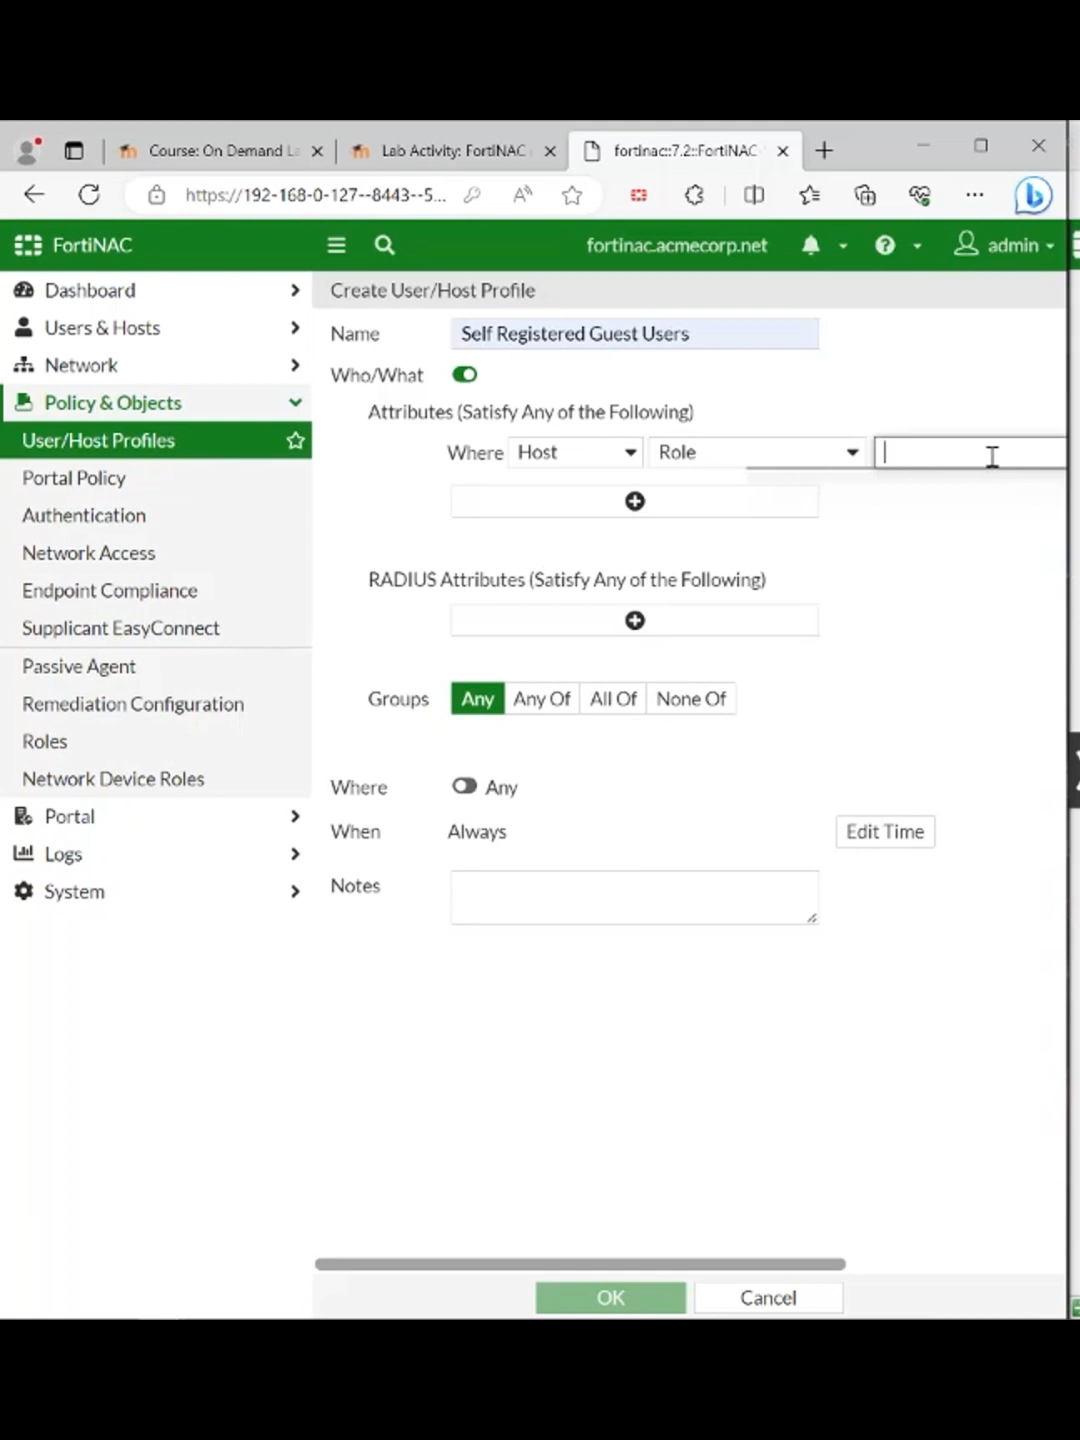 Course: On Demand La
Lab Activity: FortiNAC
fortinac::7.2::FortiNAC
https://192-168-0-127--8443--5...
FortiNAC
fortinac.acmecorp.net
admin
Dashboard
Users & Hosts
Network
Policy & Objects
User/Host Profiles
Portal Policy
Authentication
Network Access
Endpoint Compliance
Supplicant EasyConnect
Passive Agent
Remediation Configuration
Roles
Network Device Roles
Portal
Logs
System
Create User/Host Profile
Name Self Registered Guest Users
Who/What
Attributes (Satisfy Any of the Following)
Where Host Role
RADIUS Attributes (Satisfy Any of the Following)
Groups Any Any Of All Of None Of
Where Any
When Always Edit Time
Notes
OK Cancel